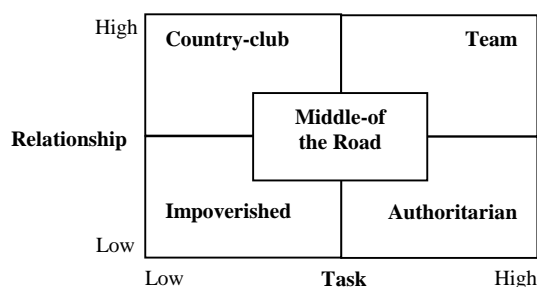 High
Country-club
Team
Middle-of
the Road
Relationship
Impoverished
Authoritarian
Low
Low
Task
High